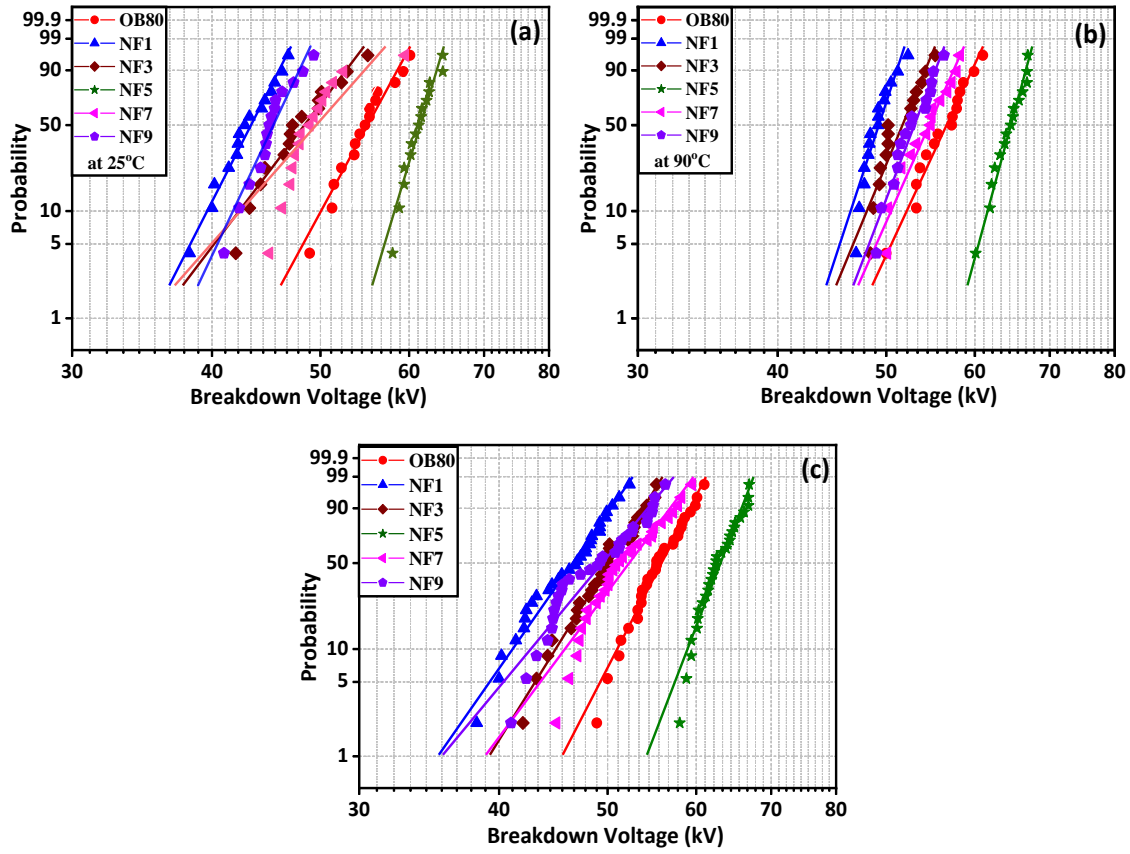 99.9
99
90
50
10
5
1
Probability
OB80
NF1
NF3
NF5
NF7
NF9
at 25°C
(a)
30 40 50 60 70 80
Breakdown Voltage (kV)
99.9
99
90
50
10
5
1
Probability
OB80
NF1
NF3
NF5
NF7
NF9
at 90°C
(b)
30 40 50 60 70 80
Breakdown Voltage (kV)
99.9
99
90
50
10
5
1
Probability
OB80
NF1
NF3
NF5
NF7
NF9
(c)
30 40 50 60 70 80
Breakdown Voltage (kV)